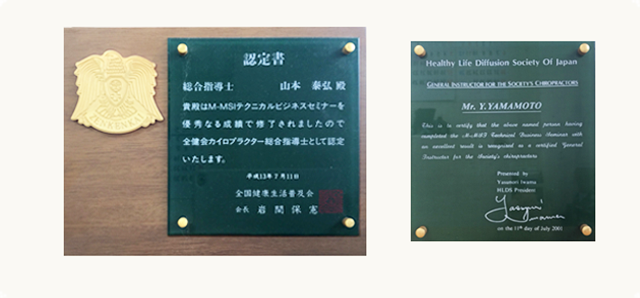 認定書
総合指導士　山本　泰弘 殿
貴殿はM-MSIテクニカルビジネスセミナーを
優秀なる成績で修了されましたので
全健会カイロプラクター総合指導士として認定
いたします。
平成13年7月11日
全国健康生活普及会
会長　岩間保憲
Healthy Life Diffusion Society Of Japan
GENERAL INSTRUCTOR FOR THE SOCIETY'S CHIROPRACTORS
Mr. Y.YAMAMOTO
This is to certify that the above named person having
completed the M-MSI Technical Business Seminar with
an excellent result is recognized as a certified General
Instructor for the Society's chiropractors
Presented by
Yasunori Iwama
HLDS President
on the 11th day of July 2001